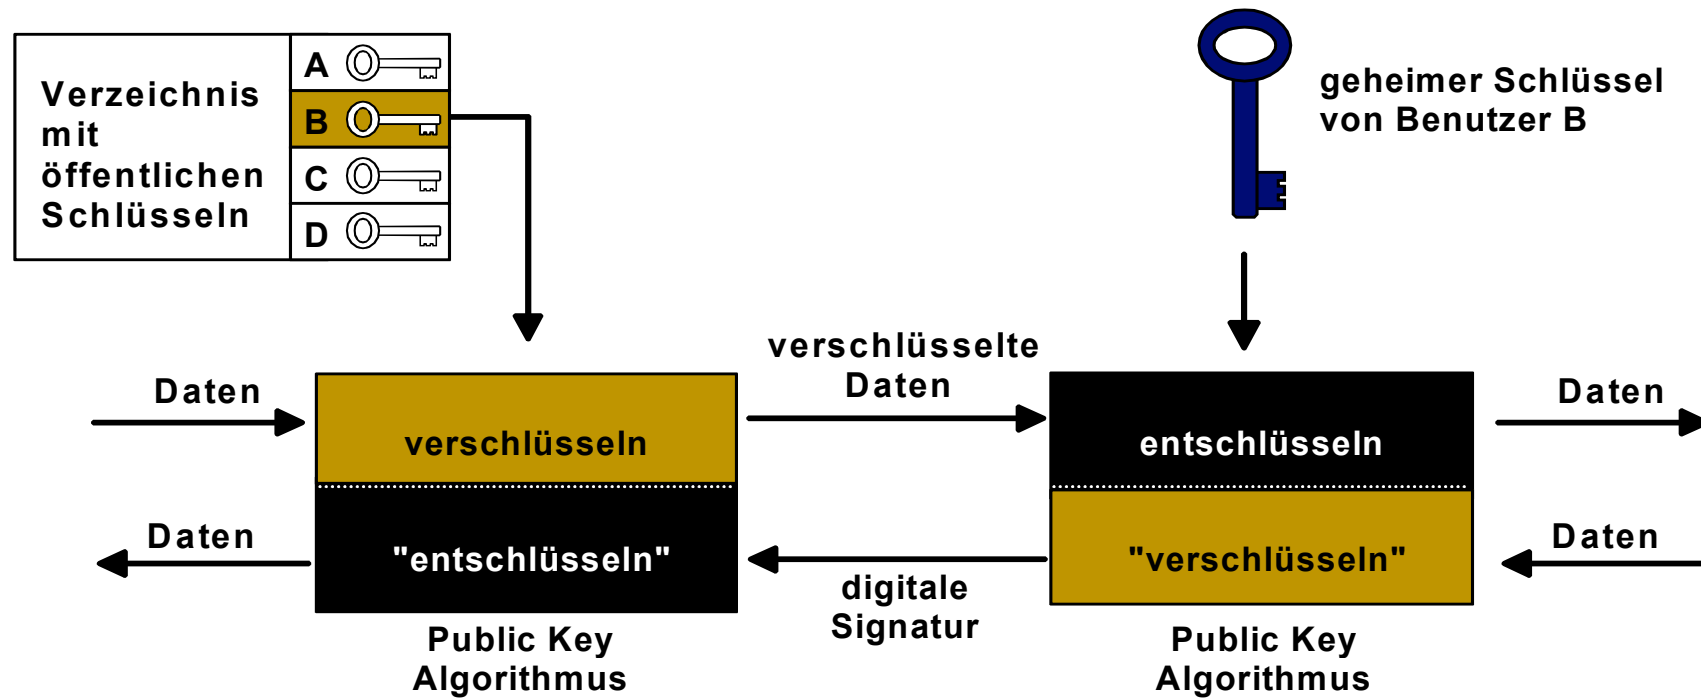 Verzeichnis
mit
öffentlichen
Schlüsseln
A
B
C
D
geheimer Schlüssel
von Benutzer B
Daten
verschlüsseln
verschlüsselte
Daten
entschlüsseln
Daten
Daten
"entschlüsseln"
digitale
Signatur
"verschlüsseln"
Daten
Public Key
Algorithmus
Public Key
Algorithmus